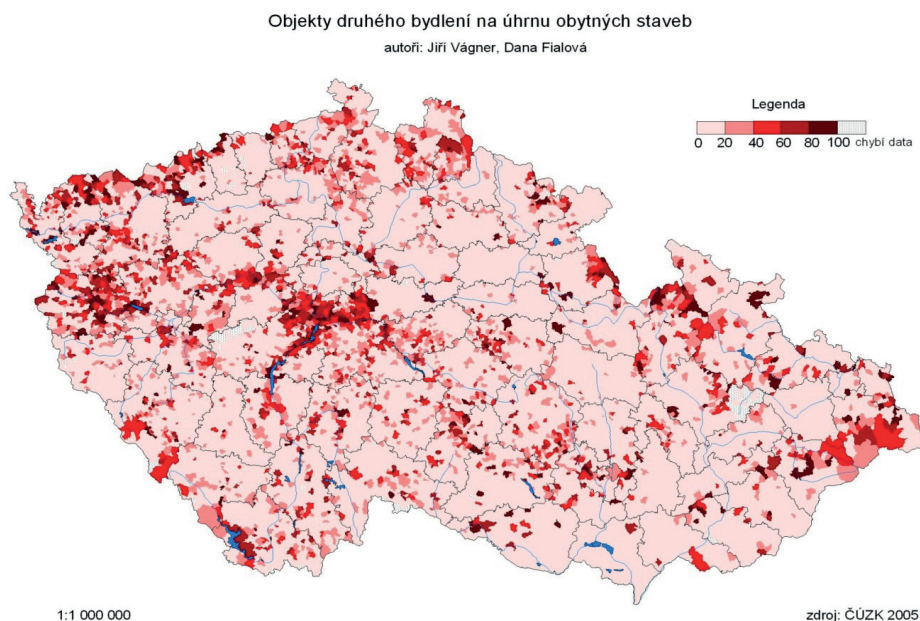 Objekty druhého bydlení na úhrnu obytných staveb
autoři: Jiří Vágner, Dana Fialová
Legenda
0 20 40 60 80 100 chybí data
1:1 000 000
zdroj: ČÚZK 2005